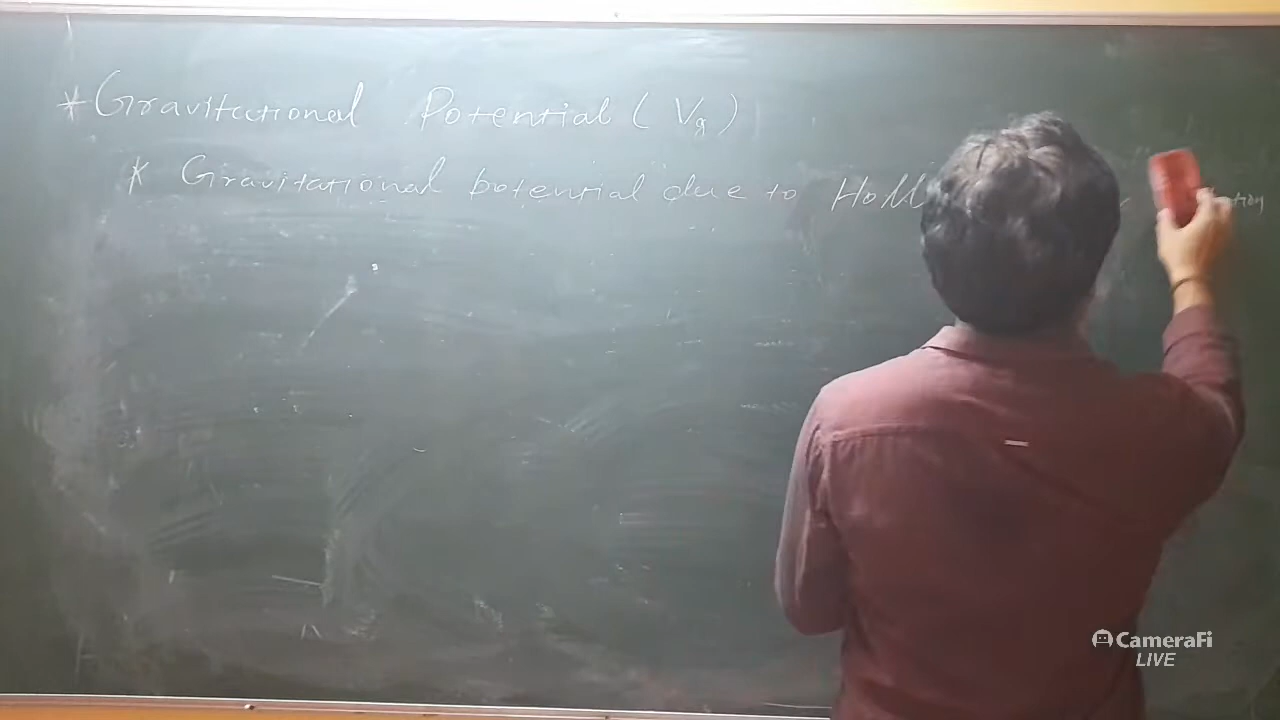 * Gravitational Potential ( Vg )
* Gravitational potential due to Holl
CameraFi
LIVE